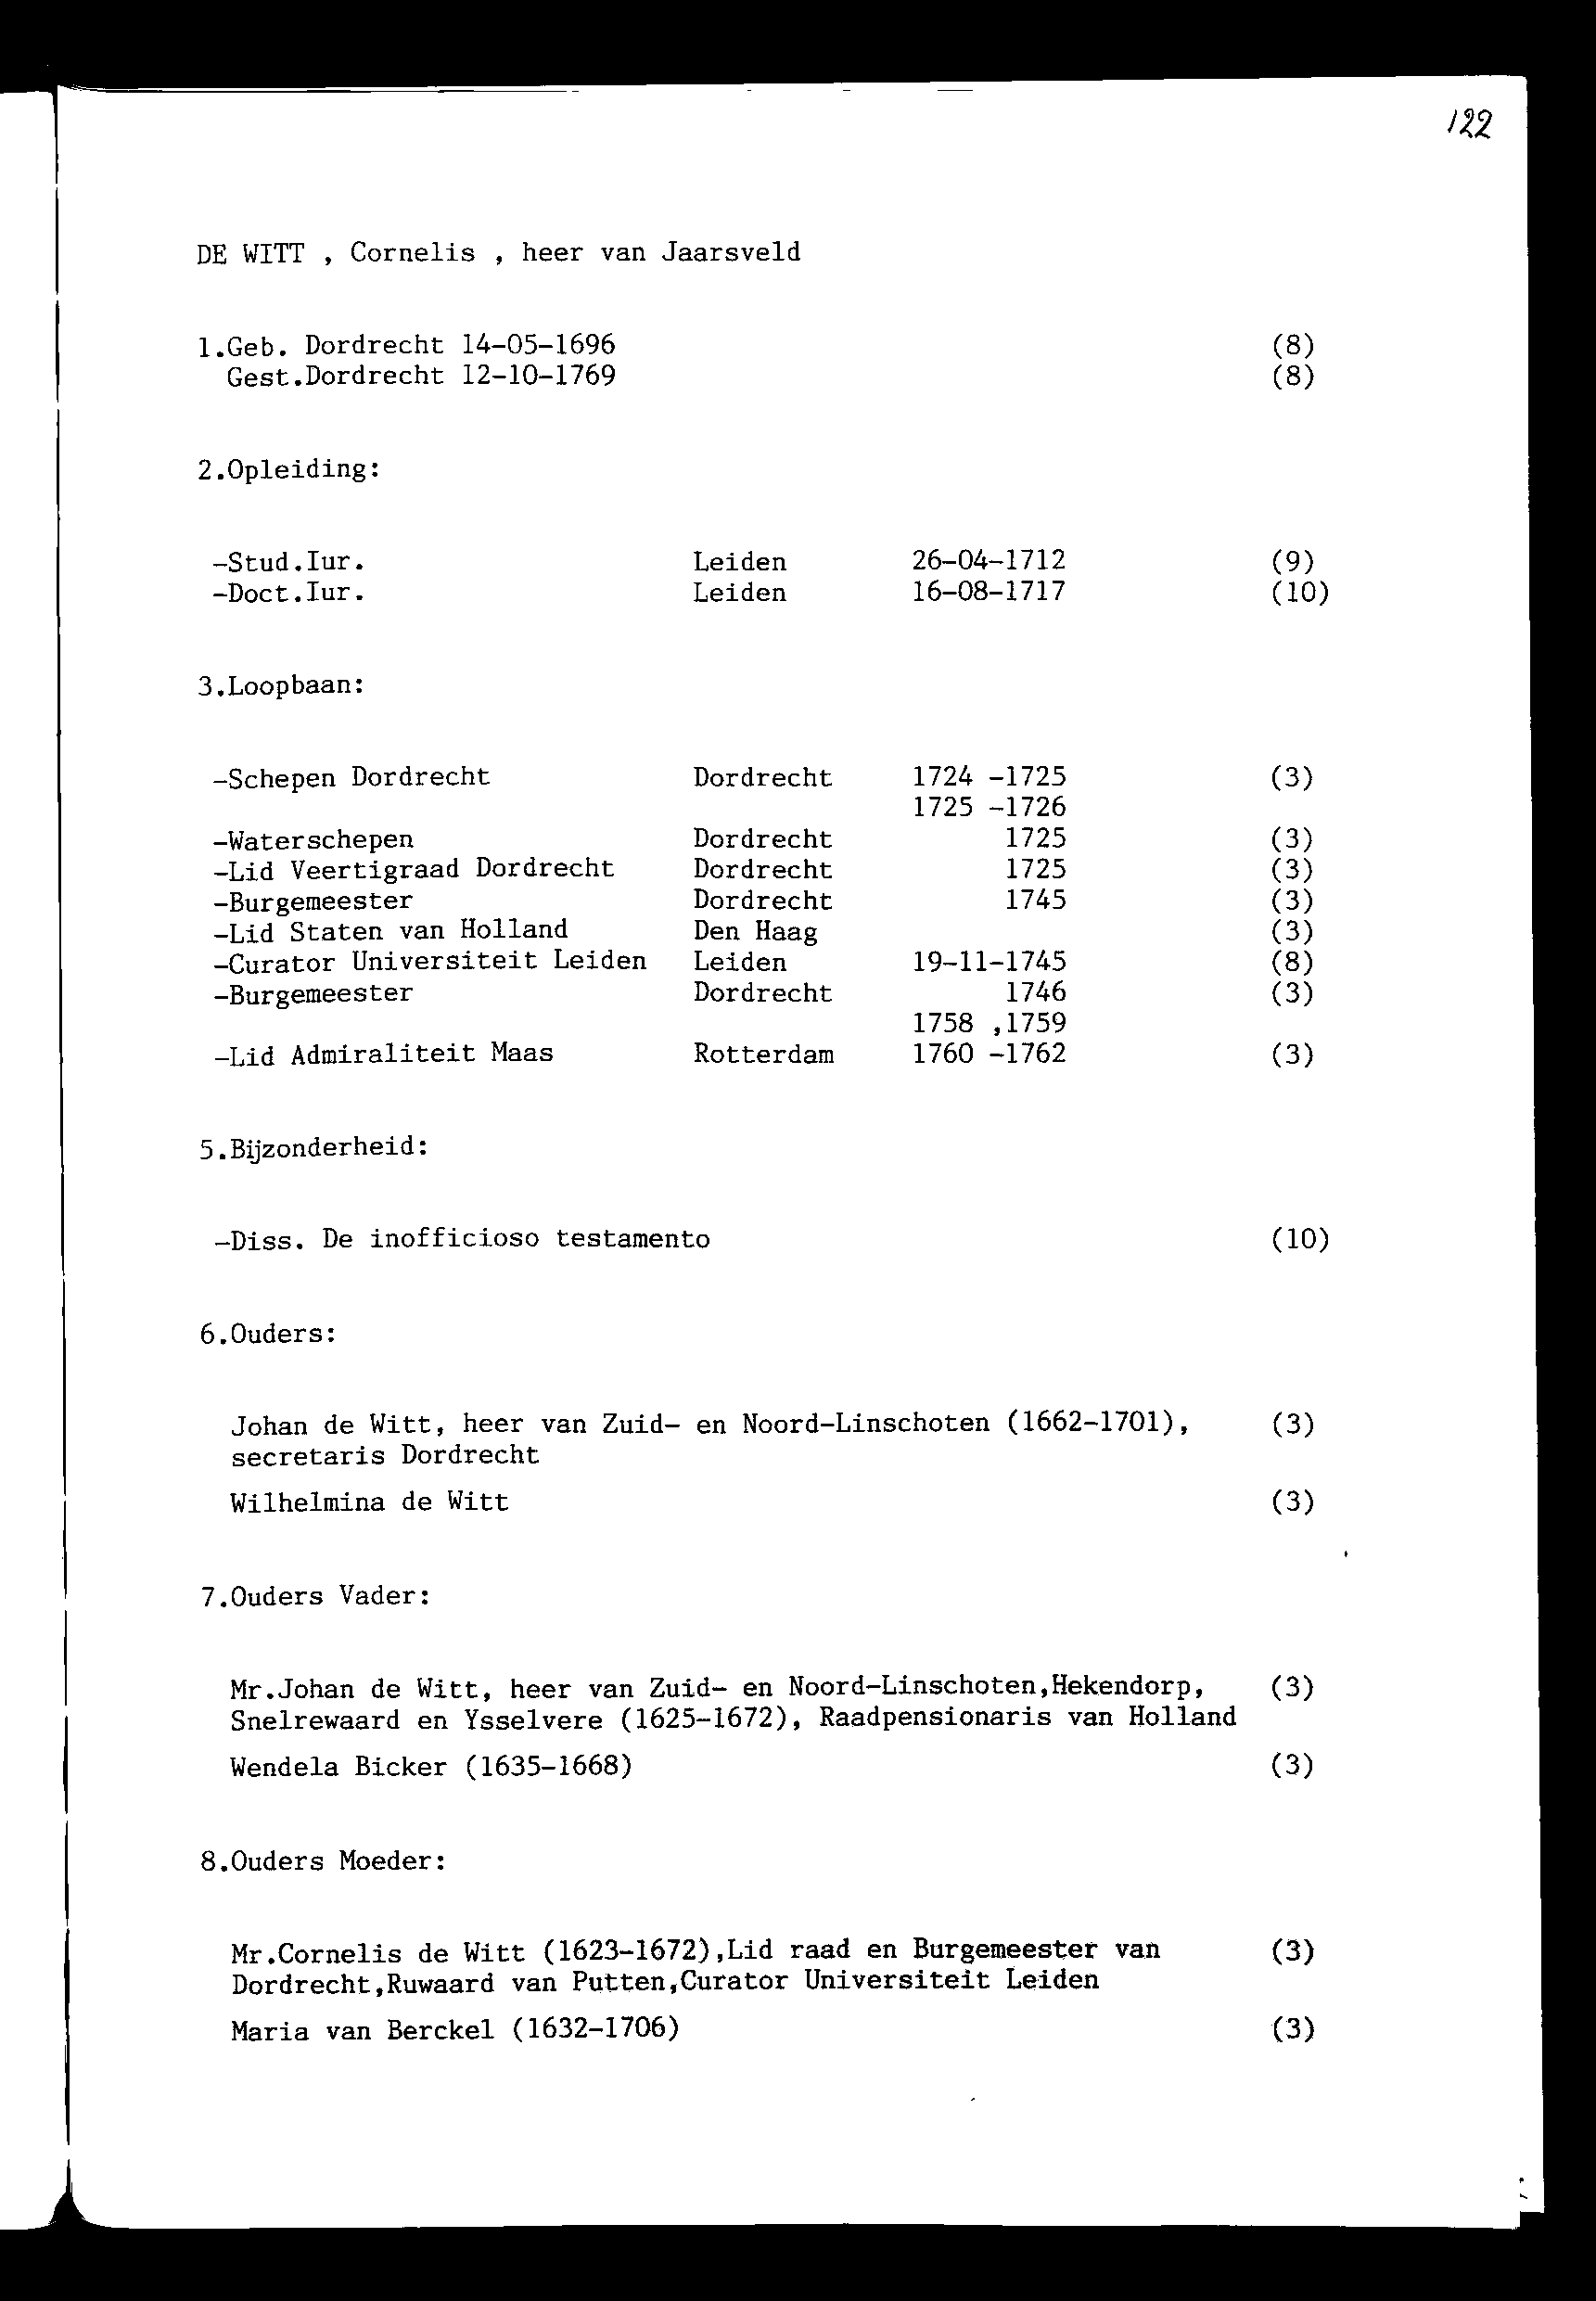 122
DE WITT , Cornelis , heer van Jaarsveld
1.Geb. Dordrecht 14-05-1696 (8)
Gest.Dordrecht 12-10-1769 (8)
2.Opleiding:
-Stud.Iur. Leiden 26-04-1712 (9)
-Doct.Iur. Leiden 16-08-1717 (10)
3.Loopbaan:
-Schepen Dordrecht Dordrecht 1724 -1725 (3)
1725 -1726
-Waterschepen Dordrecht 1725 (3)
-Lid Veertigraad Dordrecht Dordrecht 1725 (3)
-Burgemeester Dordrecht 1745 (3)
-Lid Staten van Holland Den Haag (3)
-Curator Universiteit Leiden Leiden 19-11-1745 (8)
-Burgemeester Dordrecht 1746 (3)
1758 ,1759
-Lid Admiraliteit Maas Rotterdam 1760 -1762 (3)
5.Bijzonderheid:
-Diss. De inofficioso testamento (10)
6.Ouders:
Johan de Witt, heer van Zuid- en Noord-Linschoten (1662-1701), (3)
secretaris Dordrecht
Wilhelmina de Witt (3)
7.Ouders Vader:
Mr.Johan de Witt, heer van Zuid- en Noord-Linschoten,Hekendorp, (3)
Snelrewaard en Ysselvere (1625-1672), Raadpensionaris van Holland
Wendela Bicker (1635-1668) (3)
8.Ouders Moeder:
Mr.Cornelis de Witt (1623-1672),Lid raad en Burgemeester van (3)
Dordrecht,Ruwaard van Putten,Curator Universiteit Leiden
Maria van Berckel (1632-1706) (3)